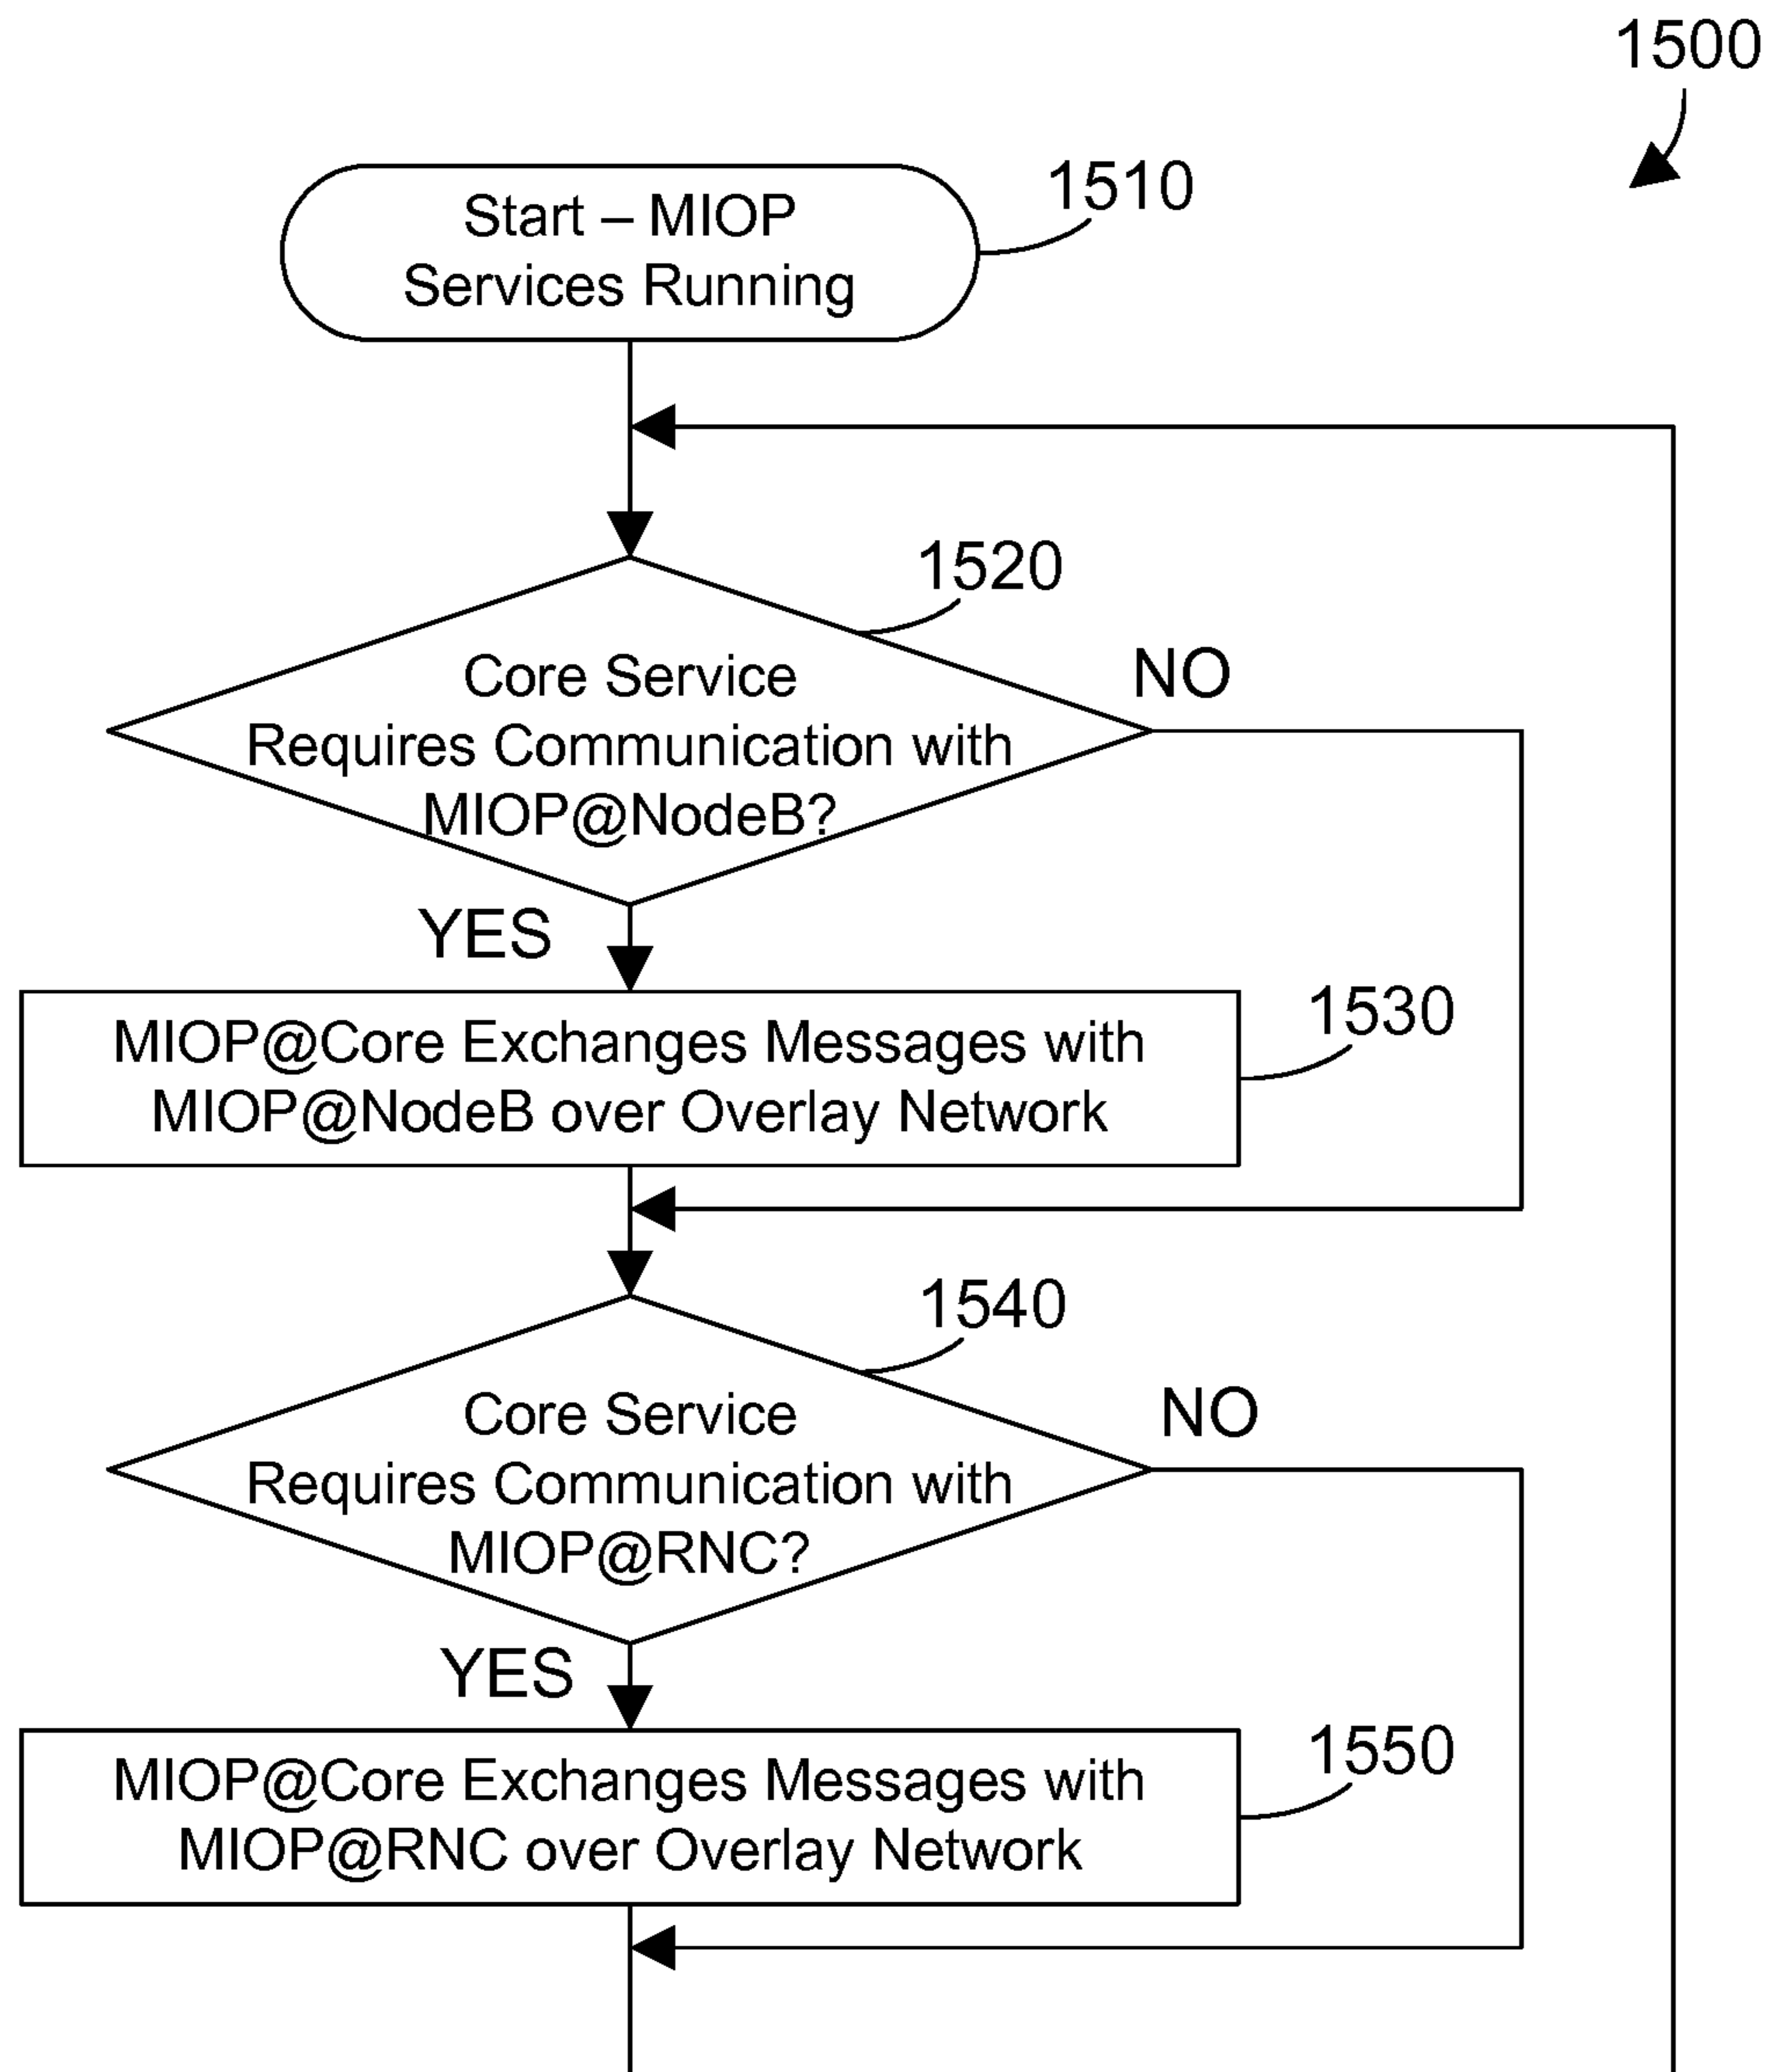 1500
Start – MIOP
Services Running
1510
1520
Core Service
Requires Communication with
MIOP@NodeB?
NO
YES
1530
MIOP@Core Exchanges Messages with
MIOP@NodeB over Overlay Network
1540
Core Service
Requires Communication with
MIOP@RNC?
NO
YES
1550
MIOP@Core Exchanges Messages with
MIOP@RNC over Overlay Network